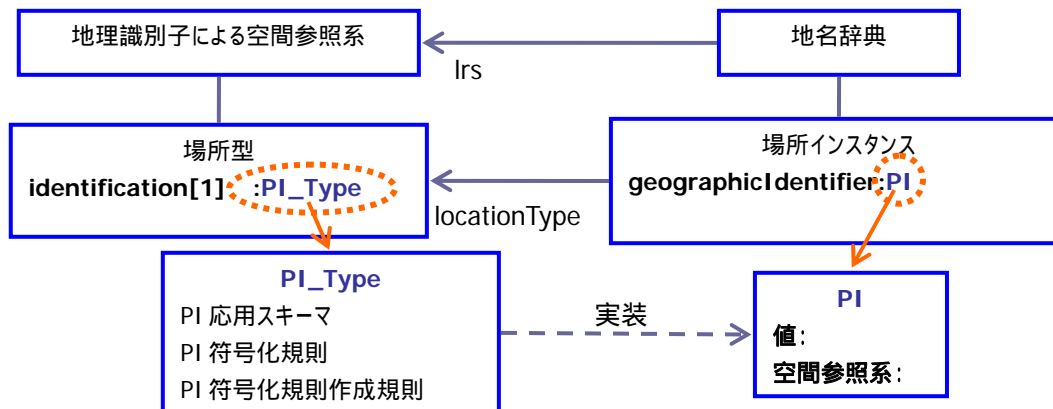 地理識別子による空間参照系
地名辞典
lrs
場所型
identification[1] :PI_Type
場所インスタンス
geographicIdentifier:PI
locationType
PI_Type
PI 応用スキーマ
PI 符号化規則
PI 符号化規則作成規則
実装
PI
値:
空間参照系: